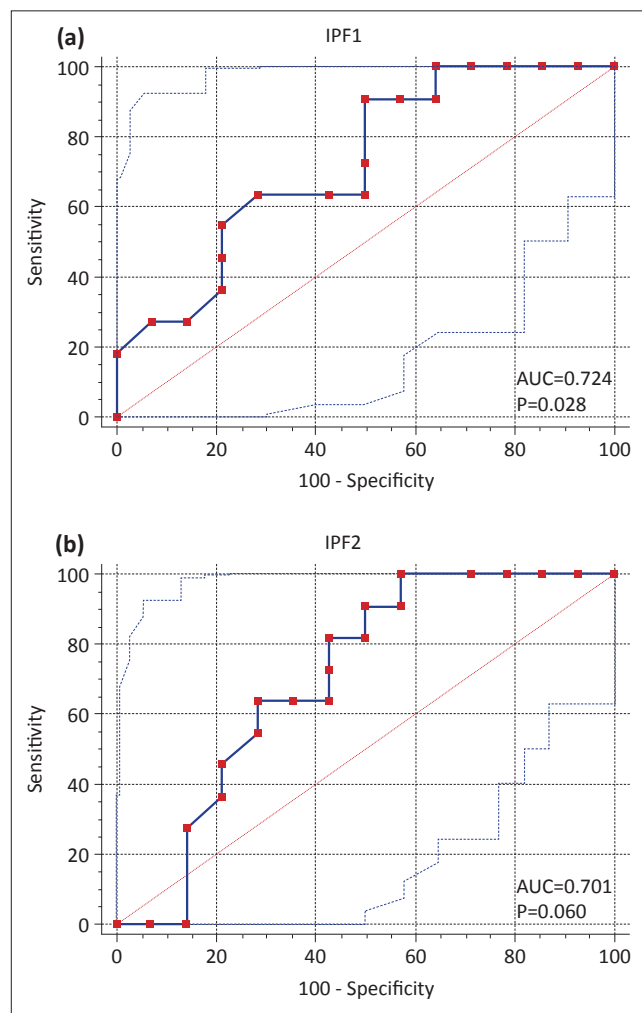 (a)
IPF1
100
80
60
40
20
0
Sensitivity
AUC=0.724
P=0.028
0 20 40 60 80 100
100 - Specificity
(b)
IPF2
100
80
60
40
20
0
Sensitivity
AUC=0.701
P=0.060
0 20 40 60 80 100
100 - Specificity